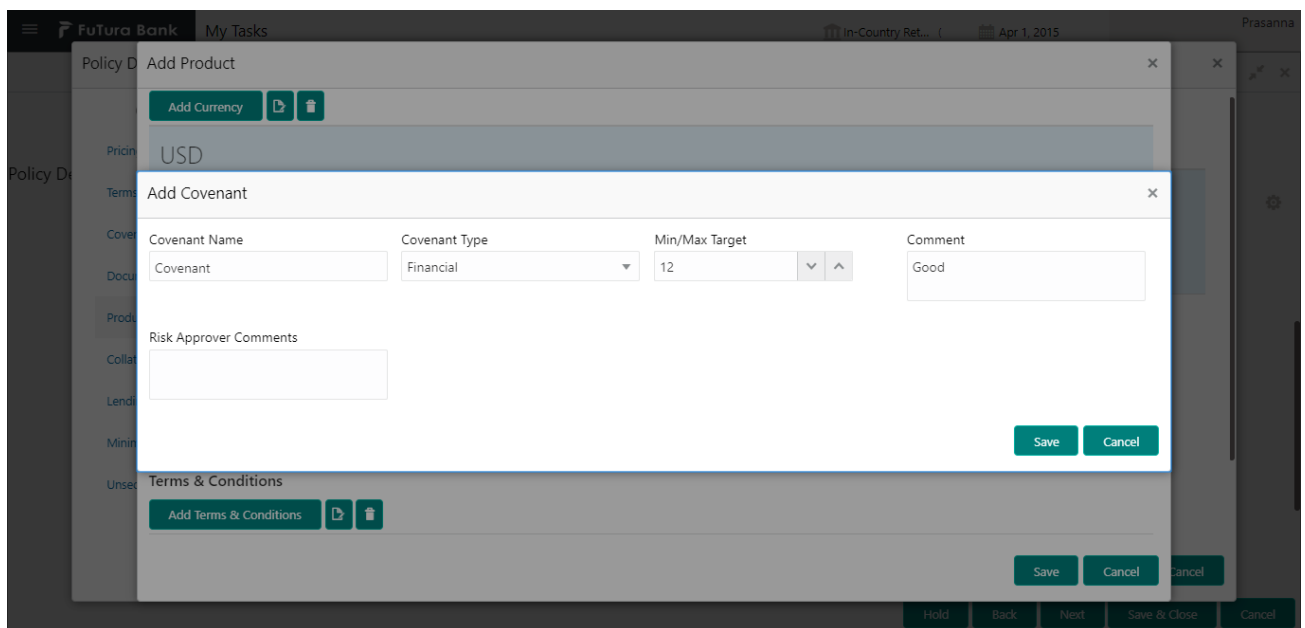 FuTura Bank My Tasks In-Country Ret... ( Apr 1, 2015 Prasanna
Policy D Add Product
Add Currency
USD
Policy De
Pricin
Terms
Cover
Docu
Produ
Collat
Lendi
Minin
Unsec
Add Covenant
Covenant Name Covenant Type Min/Max Target Comment
Covenant Financial 12 Good
Risk Approver Comments
Save Cancel
Terms & Conditions
Add Terms & Conditions
Save Cancel Cancel
Hold Back Next Save & Close Cancel